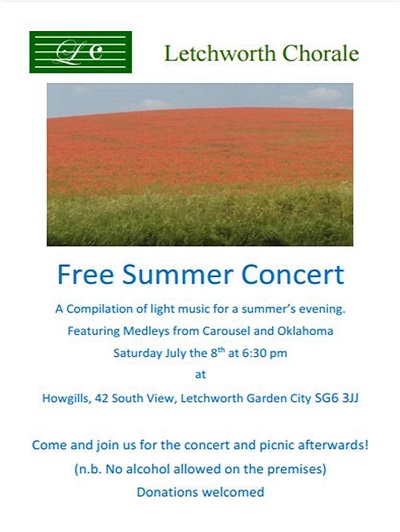 Lc
Letchworth Chorale
Free Summer Concert
A Compilation of light music for a summer's evening.
Featuring Medleys from Carousel and Oklahoma
Saturday July the 8th at 6:30 pm
at
Howgills, 42 South View, Letchworth Garden City SG6 3JJ
Come and join us for the concert and picnic afterwards!
(n.b. No alcohol allowed on the premises)
Donations welcomed